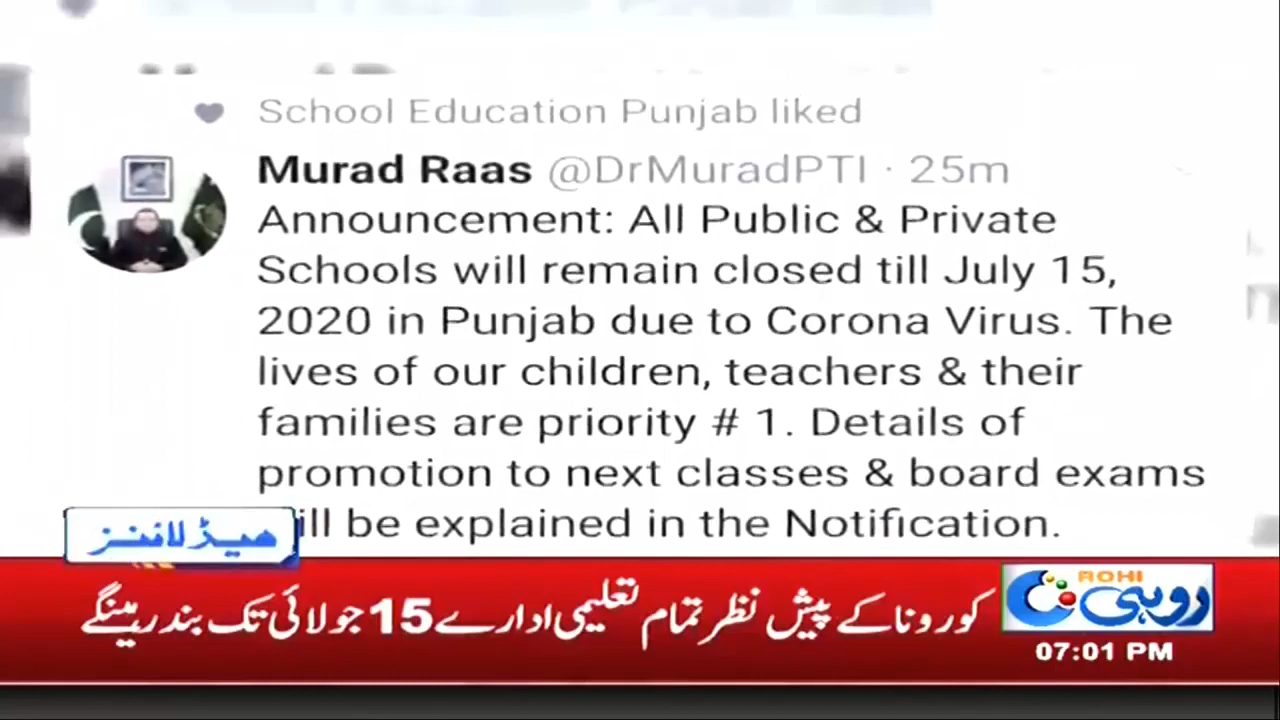 School Education Punjab liked
Murad Raas @DrMuradPTI · 25m
Announcement: All Public & Private
Schools will remain closed till July 15,
2020 in Punjab due to Corona Virus. The
lives of our children, teachers & their
families are priority # 1. Details of
promotion to next classes & board exams
ill be explained in the Notification.
ھیڈ لائنز
کورونا کے پیش نظر تمام تعلیمی ادارے 15 جولائی تک بند رہینگے
ROHI
روہی
07:01 PM